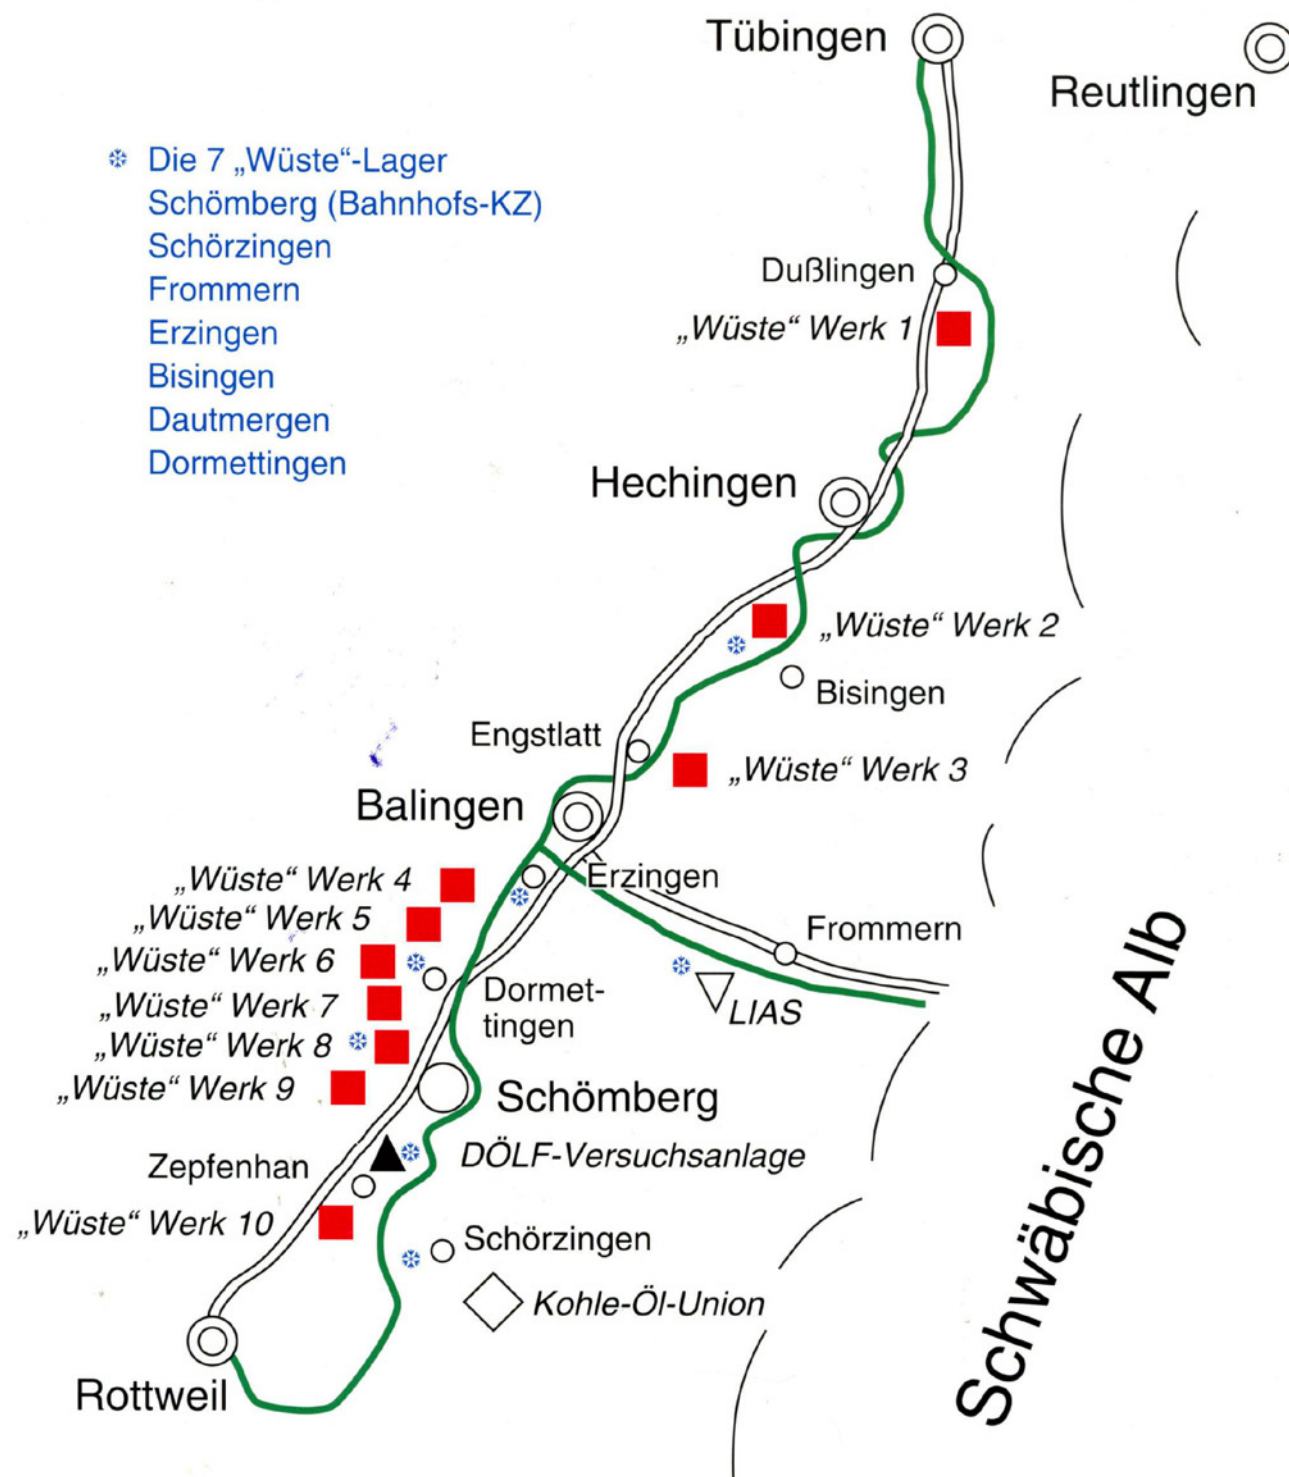 Tübingen
Reutlingen
❄ Die 7 „Wüste“-Lager
Schömberg (Bahnhofs-KZ)
Schörzingen
Frommern
Erzingen
Bisingen
Dautmergen
Dormettingen
Dußlingen
„Wüste“ Werk 1
Hechingen
„Wüste“ Werk 2
Bisingen
Engstlatt
„Wüste“ Werk 3
Balingen
„Wüste“ Werk 4
Erzingen
„Wüste“ Werk 5
Frommern
„Wüste“ Werk 6
Dormet-
tingen
„Wüste“ Werk 7
LIAS
„Wüste“ Werk 8
„Wüste“ Werk 9
Schömberg
DÖLF-Versuchsanlage
Zepfenhan
„Wüste“ Werk 10
Schörzingen
Kohle-Öl-Union
Rottweil
Schwäbische Alb